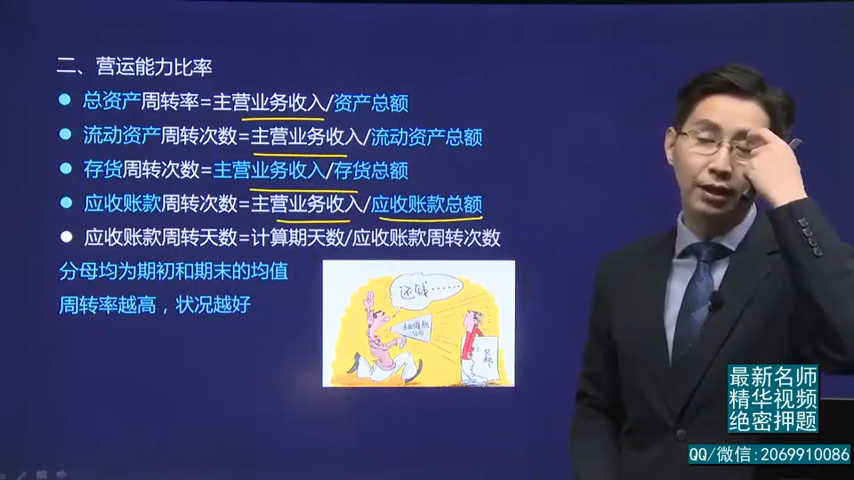 二、营运能力比率
总资产周转率=主营业务收入/资产总额
流动资产周转次数=主营业务收入/流动资产总额
存货周转次数=主营业务收入/存货总额
应收账款周转次数=主营业务收入/应收账款总额
应收账款周转天数=计算期天数/应收账款周转次数
分母均为期初和期末的均值
周转率越高，状况越好
还钱……
最新名师
精华视频
绝密押题
QQ/微信:2069910086